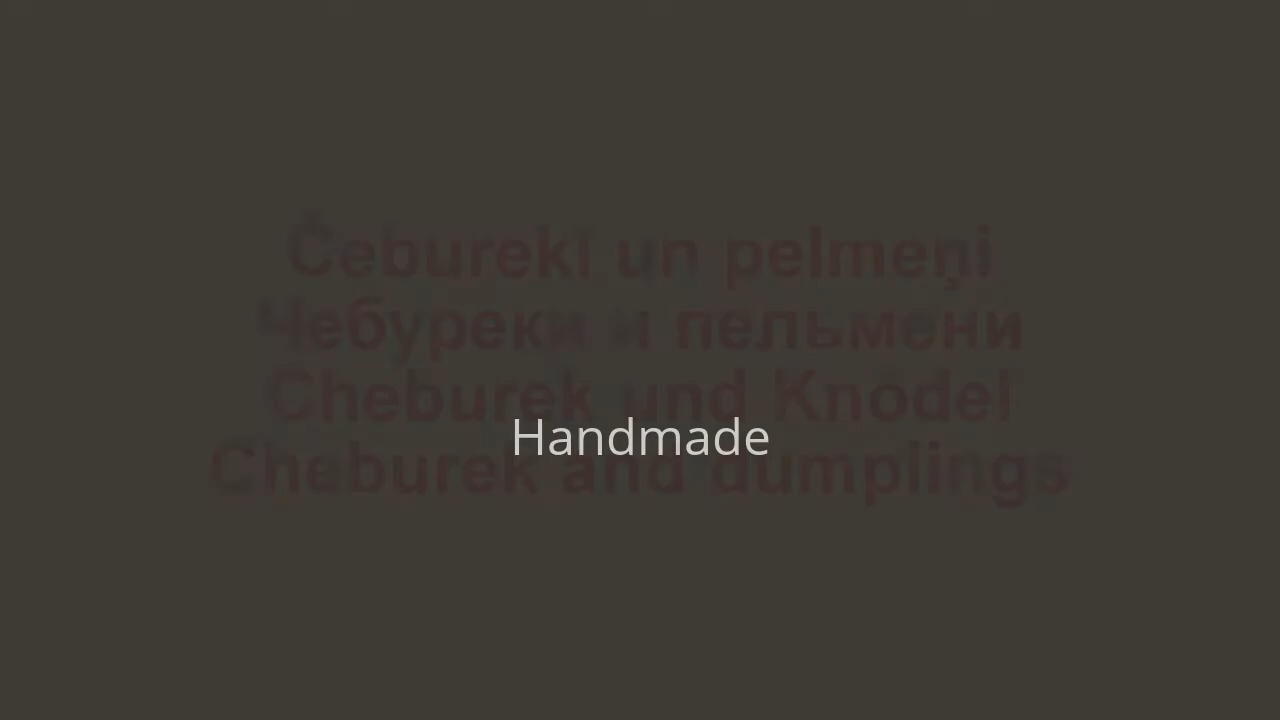 Čebureki un pelmeņi
Чебуреки и пельмени
Cheburek und Knödel
Handmade
Cheburek and dumplings